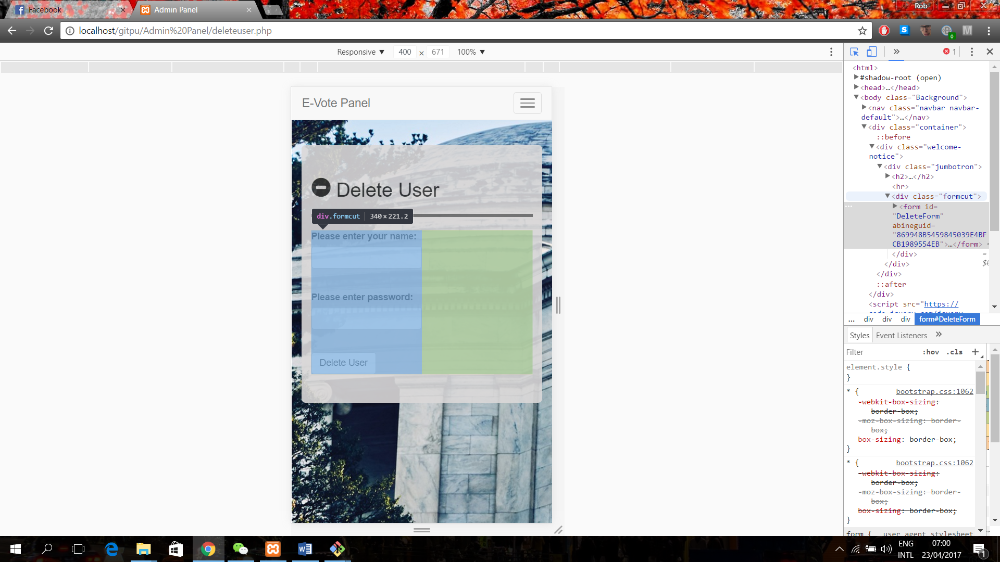 Facebook
Admin Panel
Rob
localhost/gitpu/Admin%20Panel/deleteuser.php
S
0
M
Responsive ▼ 400 × 671 100% ▼
1
E-Vote Panel
Delete User
div.formcut 340 × 221.2
Please enter your name:
Please enter password:
Delete User
<html>
#shadow-root (open)
<head>…</head>
<body class="Background">
<nav class="navbar navbar-
default">…</nav>
<div class="container">
::before
<div class="welcome-
notice">
<div class="jumbotron">
<h2>…</h2>
<hr>
<div class="formcut">
<form id=
"DeleteForm"
abineguid=
"869948B5459845039E4BF
CB1989554EB">…</form> =
</div> =
</div>
</div>
::after
</div>
<script src="https://
... div div div form#DeleteForm
Styles Event Listeners »
Filter :hov .cls +
element.style {
}
* { bootstrap.css:1062
-webkit-box-sizing:
border-box;
-moz-box-sizing: border-
box;
box-sizing: border-box;
}
* { bootstrap.css:1062
-webkit-box-sizing:
border-box;
-moz-box-sizing: border-
box;
box-sizing: border-box;
}
form { user agent stylesheet
ENG
INTL
07:00
23/04/2017
1